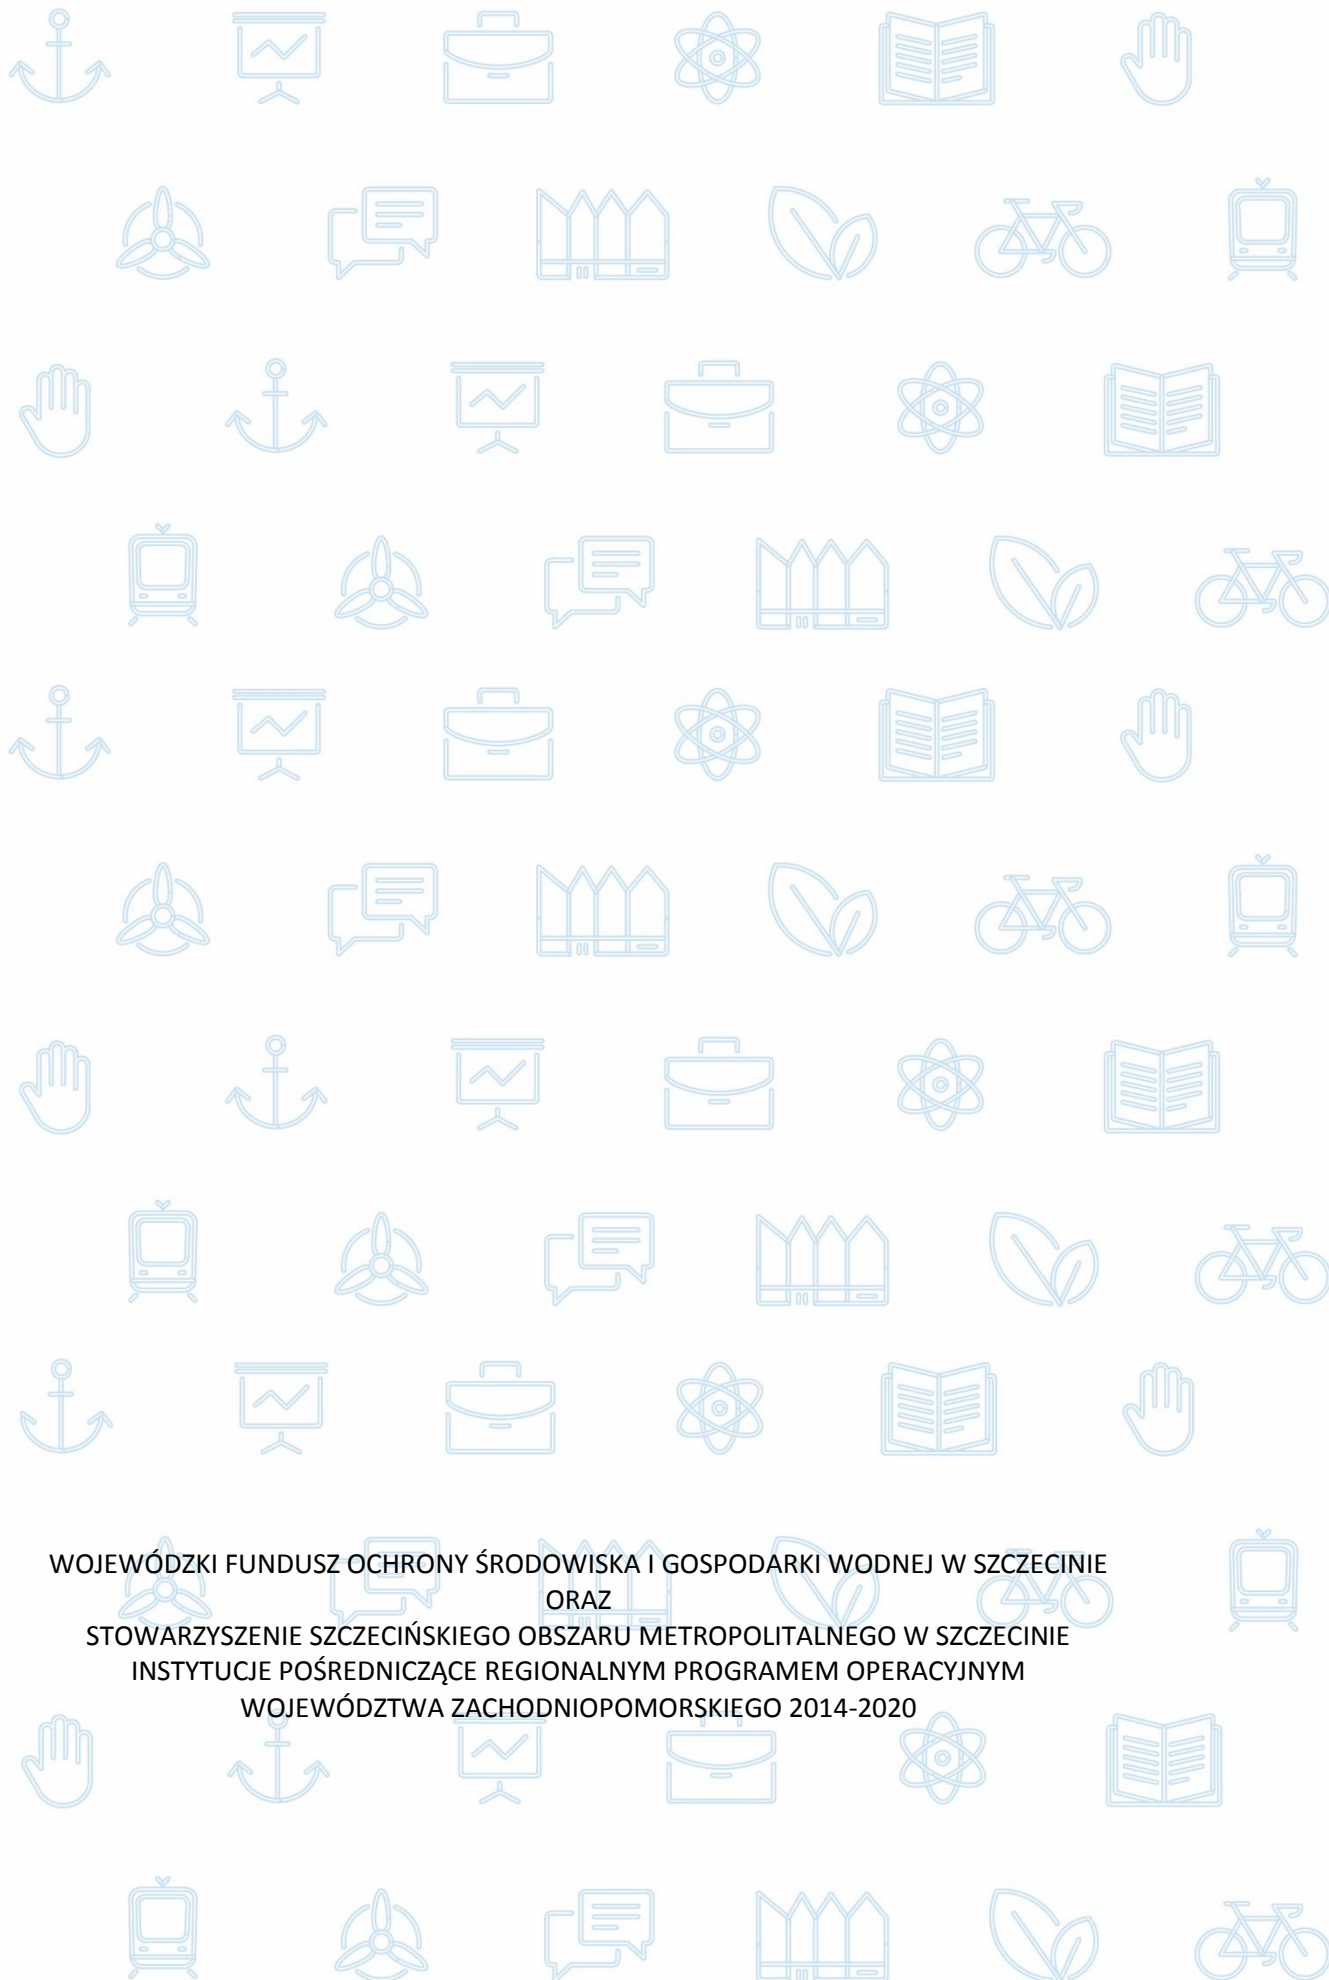 WOJEWÓDZKI FUNDUSZ OCHRONY ŚRODOWISKA I GOSPODARKI WODNEJ W SZCZECINIE
ORAZ
STOWARZYSZENIE SZCZECIŃSKIEGO OBSZARU METROPOLITALNEGO W SZCZECINIE
INSTYTUCJE POŚREDNICZĄCE REGIONALNYM PROGRAMEM OPERACYJNYM
WOJEWÓDZTWA ZACHODNIOPOMORSKIEGO 2014-2020